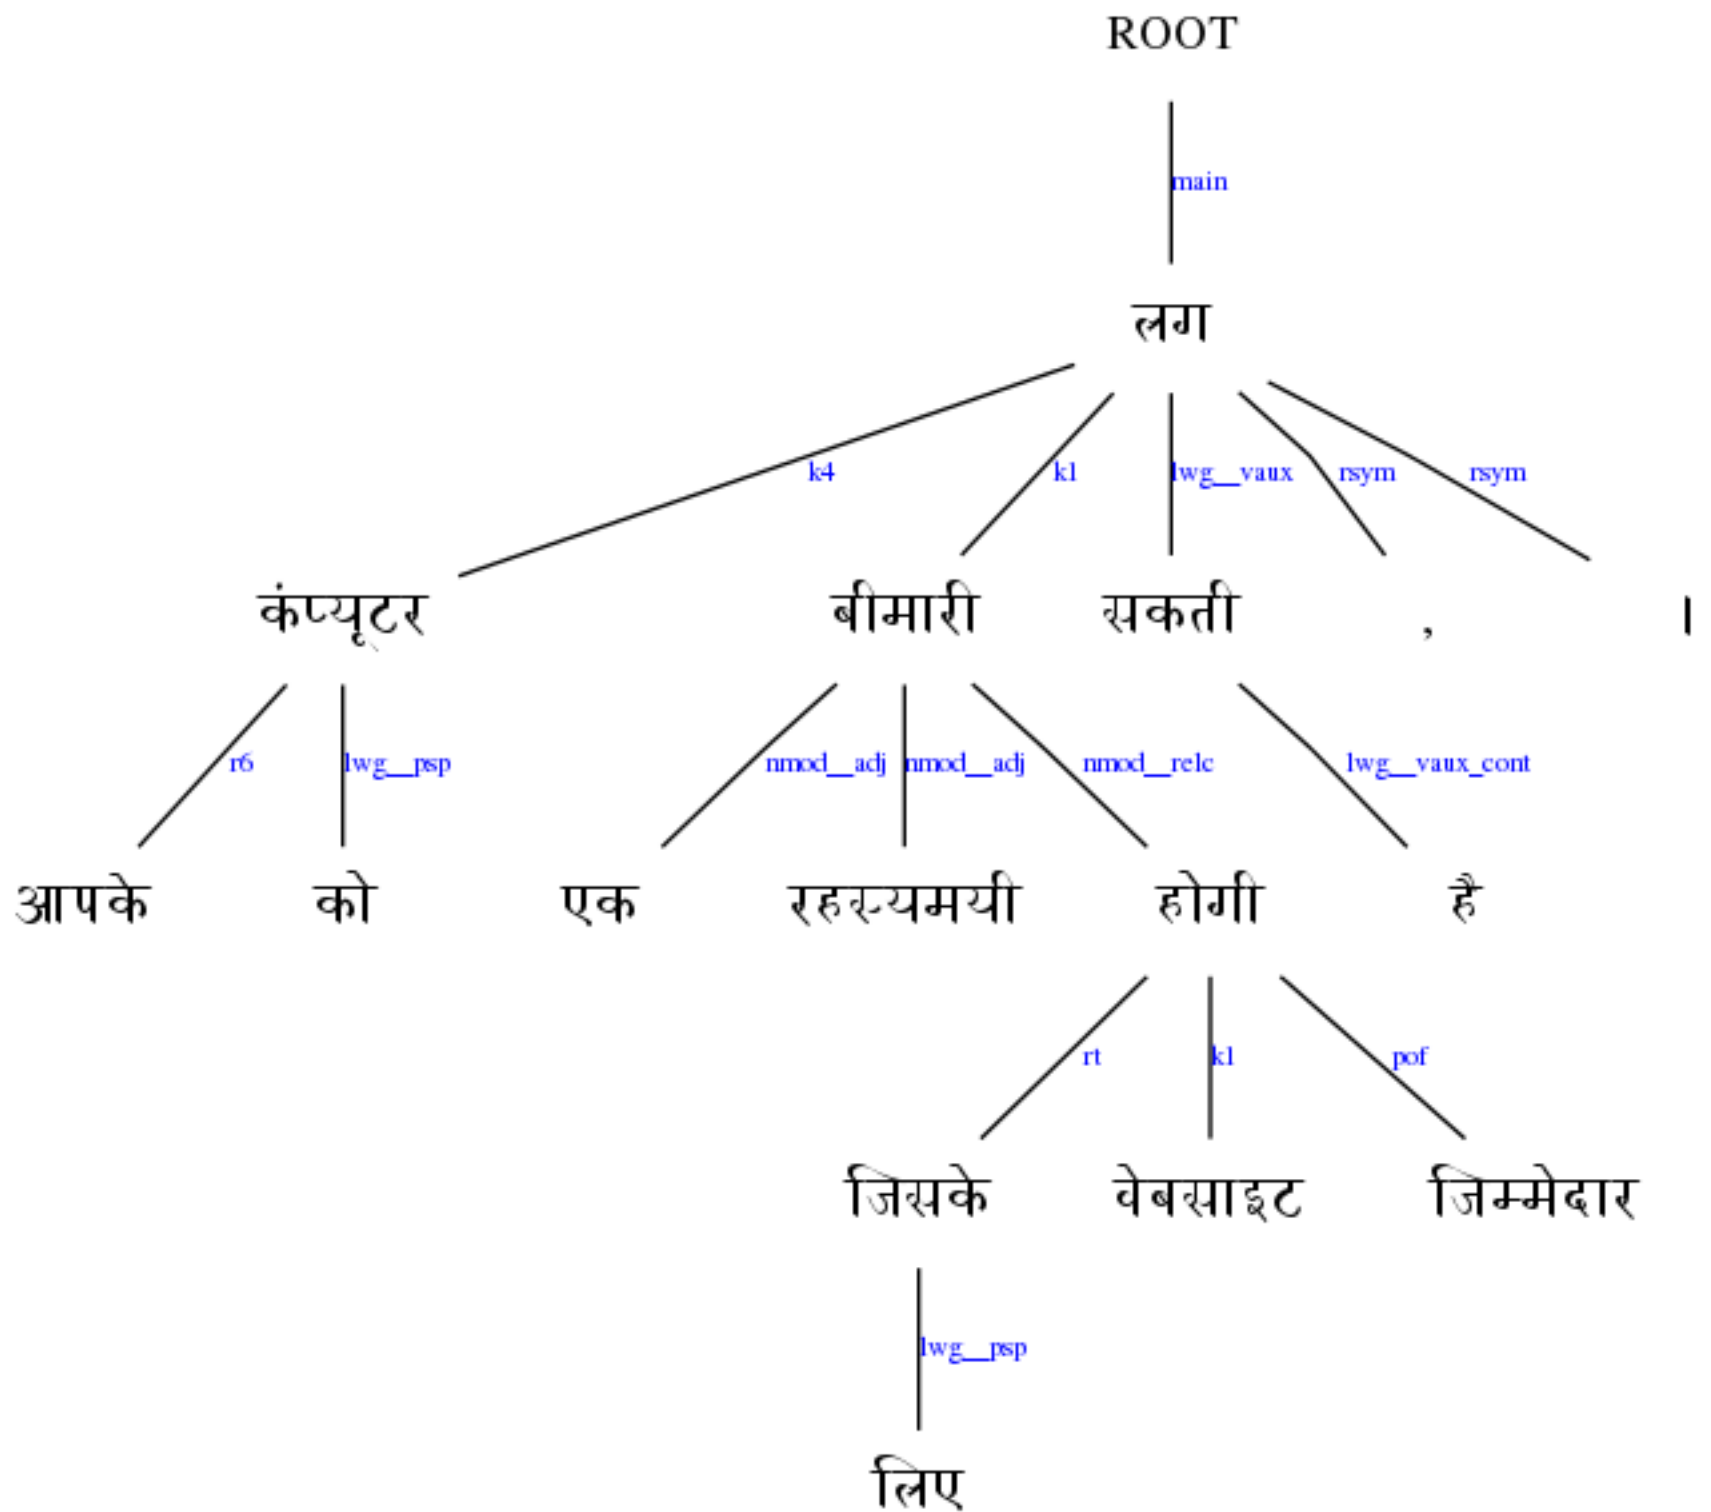 ROOT
main
लग
k4 k1 lwg__vaux rsym rsym
कंप्यूटर बीमारी सकती , ।
r6 lwg__psp nmod__adj nmod__adj nmod__relc lwg__vaux_cont
आपके को एक रहस्यमयी होगी है
rt k1 pof
जिसके वेबसाइट जिम्मेदार
lwg__psp
लिए